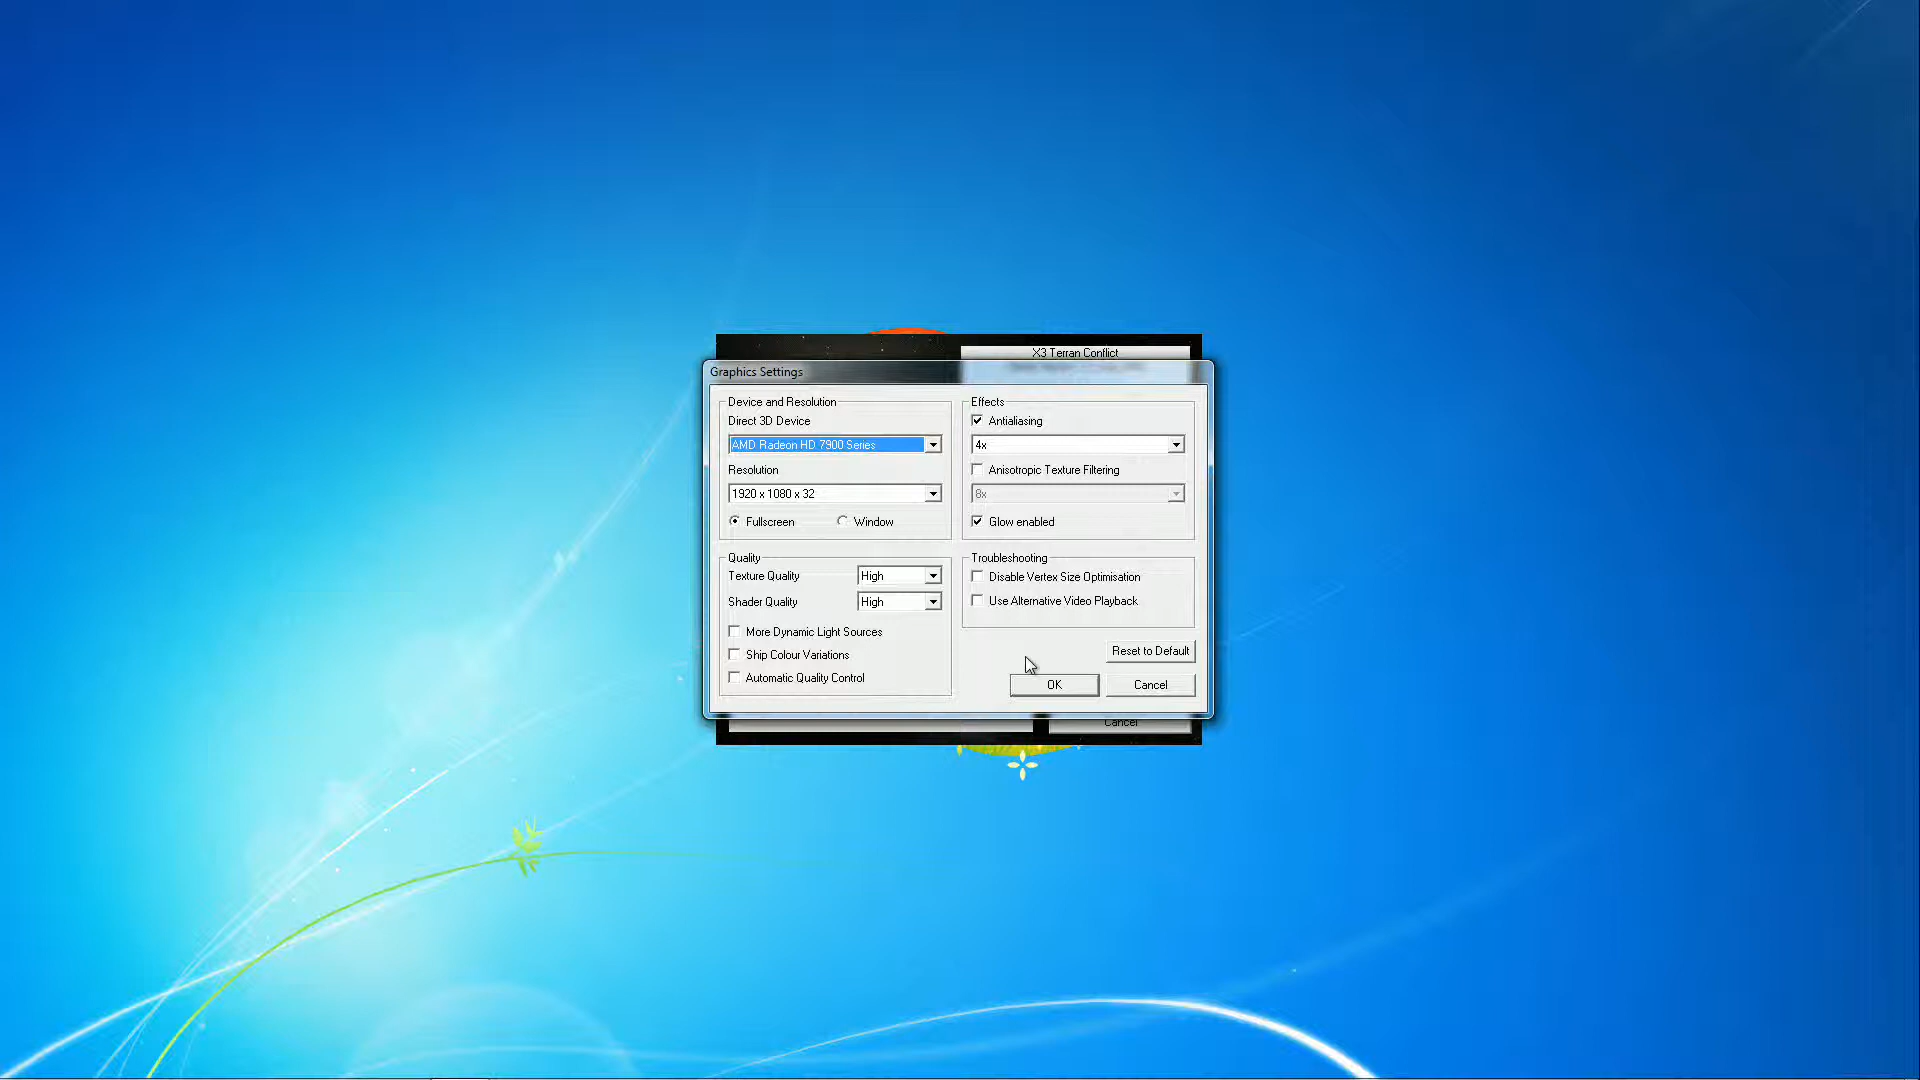 X3 Terran Conflict
Graphics Settings
Device and Resolution
Direct 3D Device
AMD Radeon HD 7900 Series
Resolution
1920 x 1080 x 32
Fullscreen
Window
Quality
Texture Quality
High
Shader Quality
High
More Dynamic Light Sources
Ship Colour Variations
Automatic Quality Control
Effects
Antialiasing
4x
Anisotropic Texture Filtering
8x
Glow enabled
Troubleshooting
Disable Vertex Size Optimisation
Use Alternative Video Playback
Reset to Default
OK
Cancel
Cancel